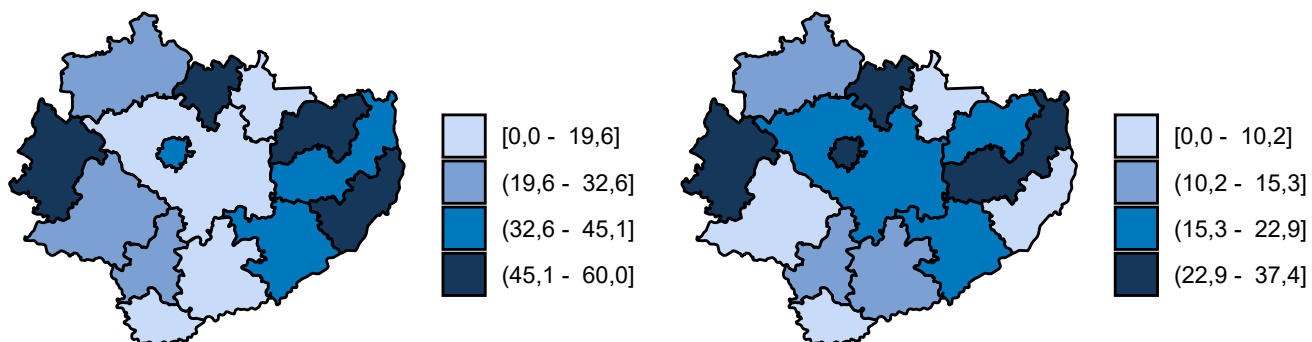 [0,0 -  19,6]
(19,6 -  32,6]
(32,6 -  45,1]
(45,1 -  60,0]
[0,0 -  10,2]
(10,2 -  15,3]
(15,3 -  22,9]
(22,9 -  37,4]